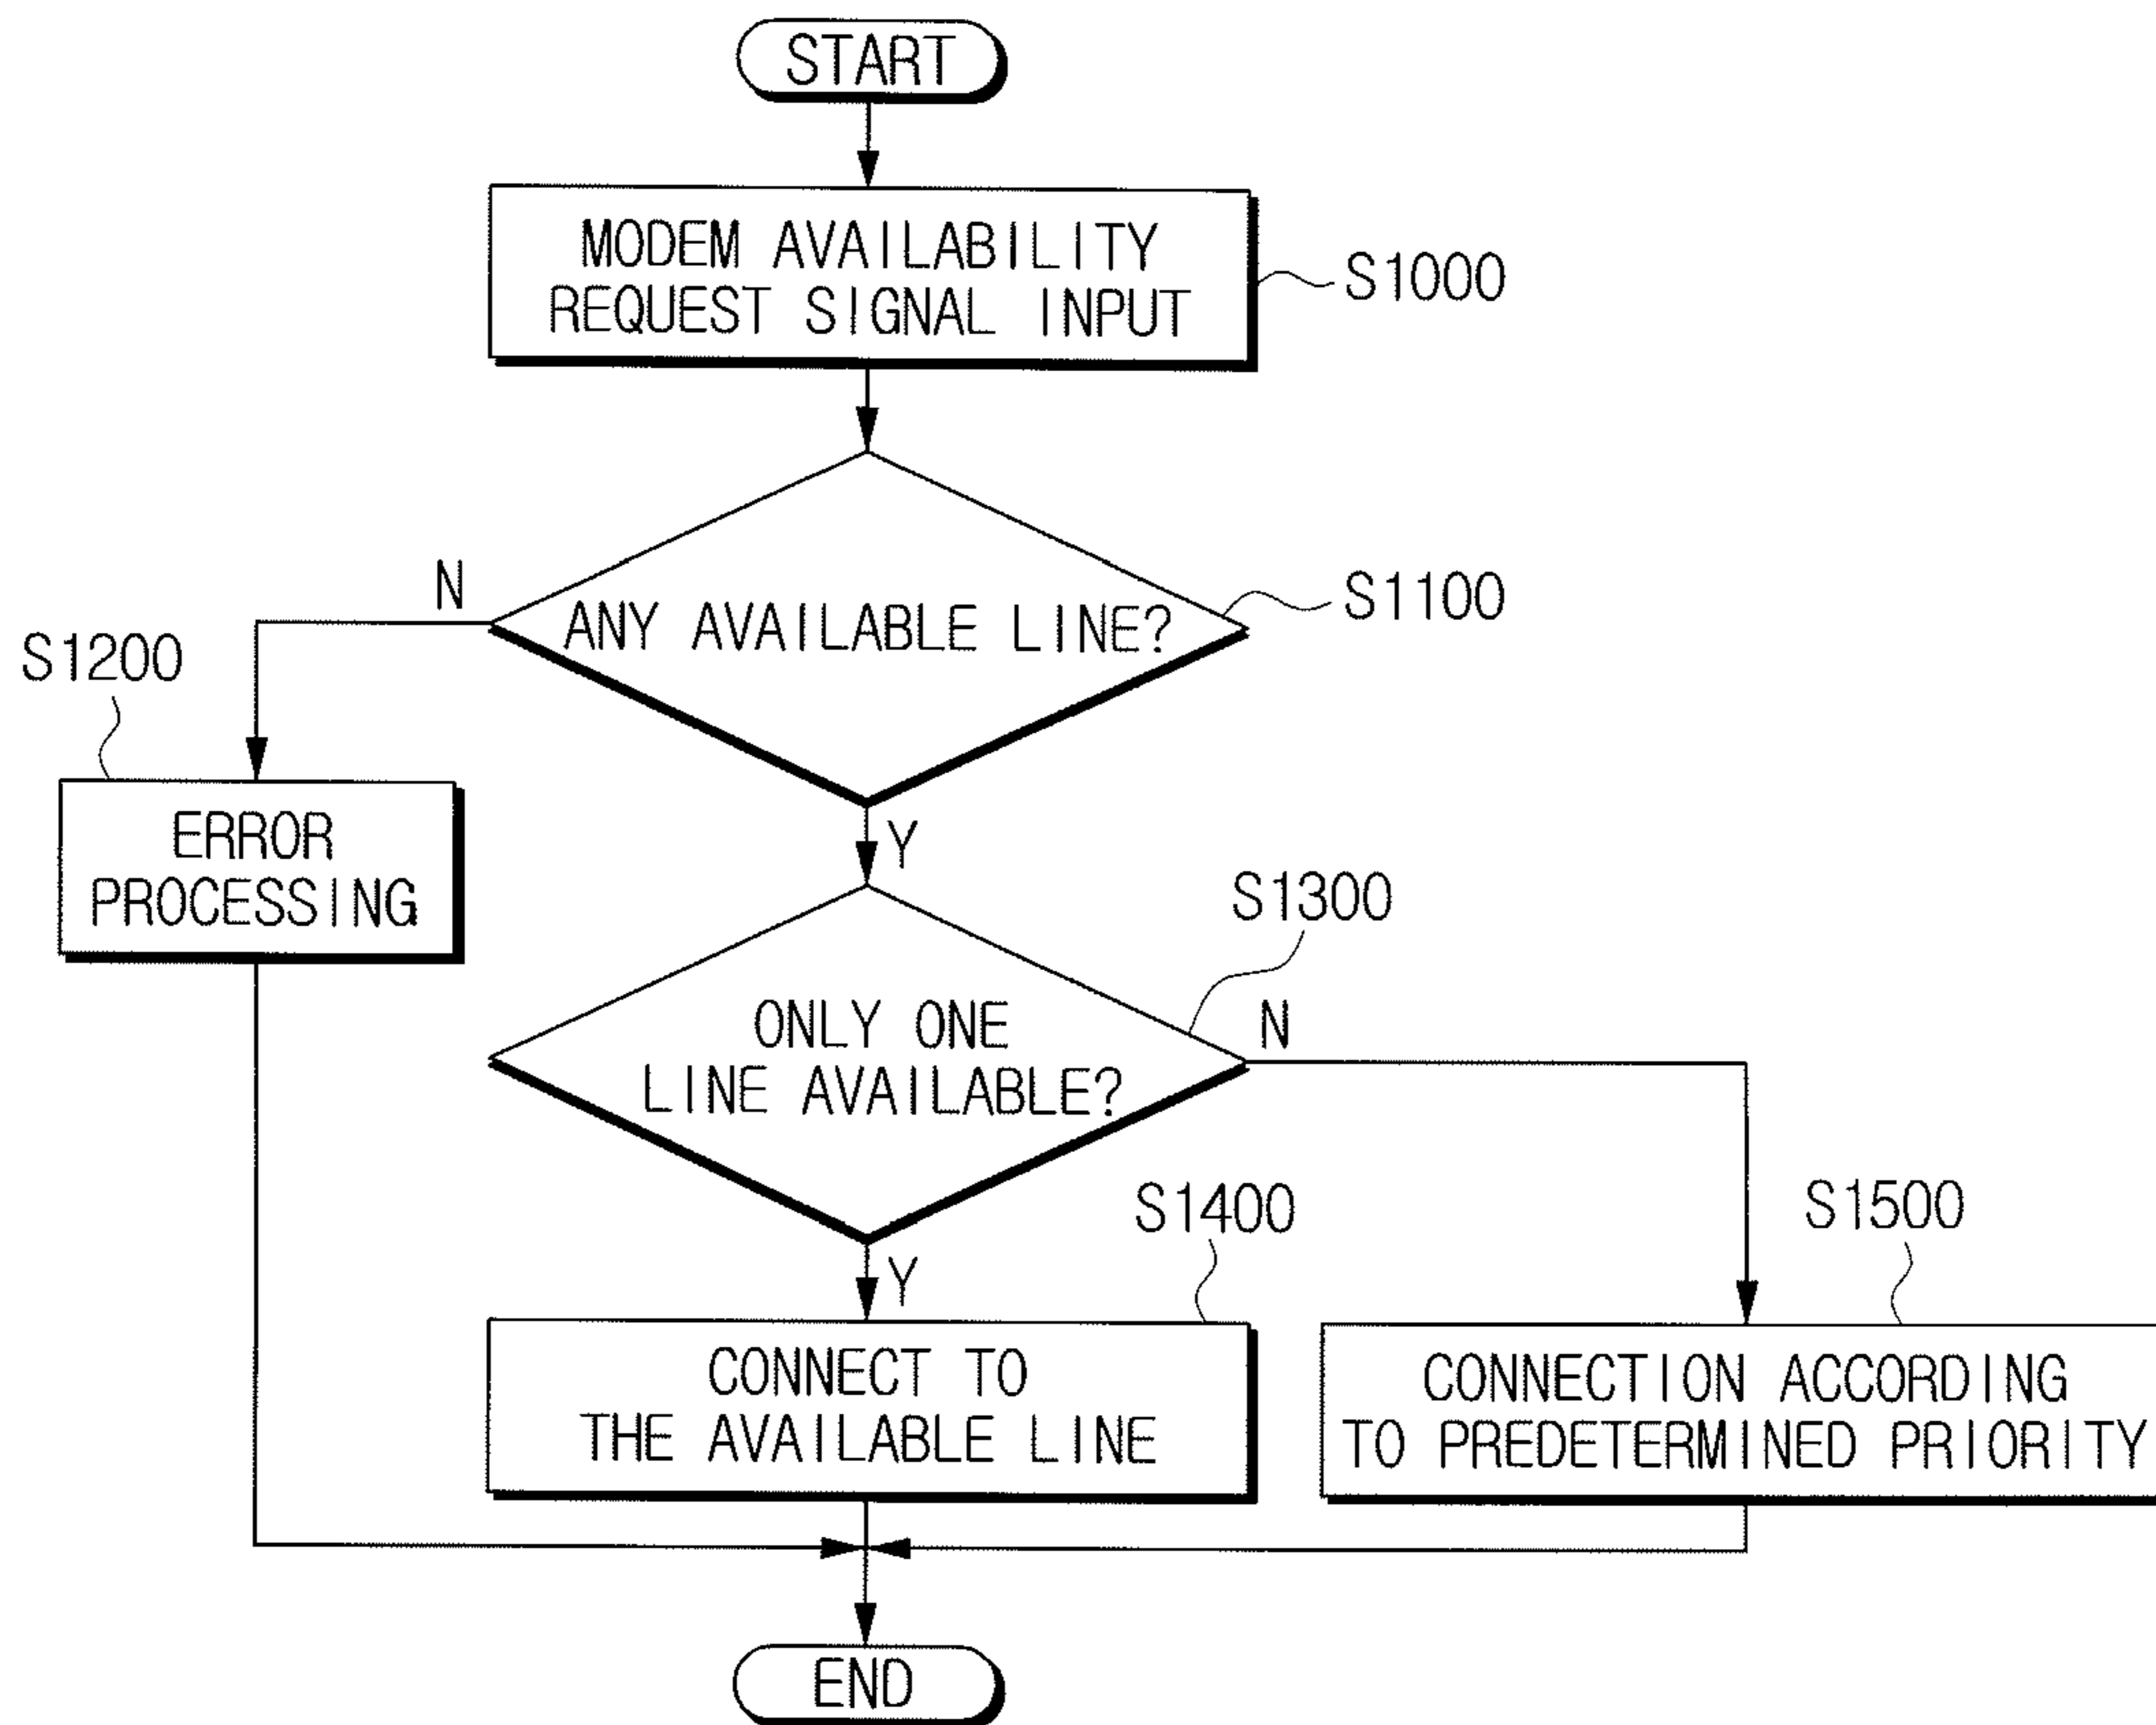 START
MODEM AVAILABILITY
REQUEST SIGNAL INPUT
S1000
N
ANY AVAILABLE LINE?
S1100
S1200
ERROR
PROCESSING
Y
S1300
ONLY ONE
LINE AVAILABLE?
N
Y
S1400
S1500
CONNECT TO
THE AVAILABLE LINE
CONNECTION ACCORDING
TO PREDETERMINED PRIORITY
END